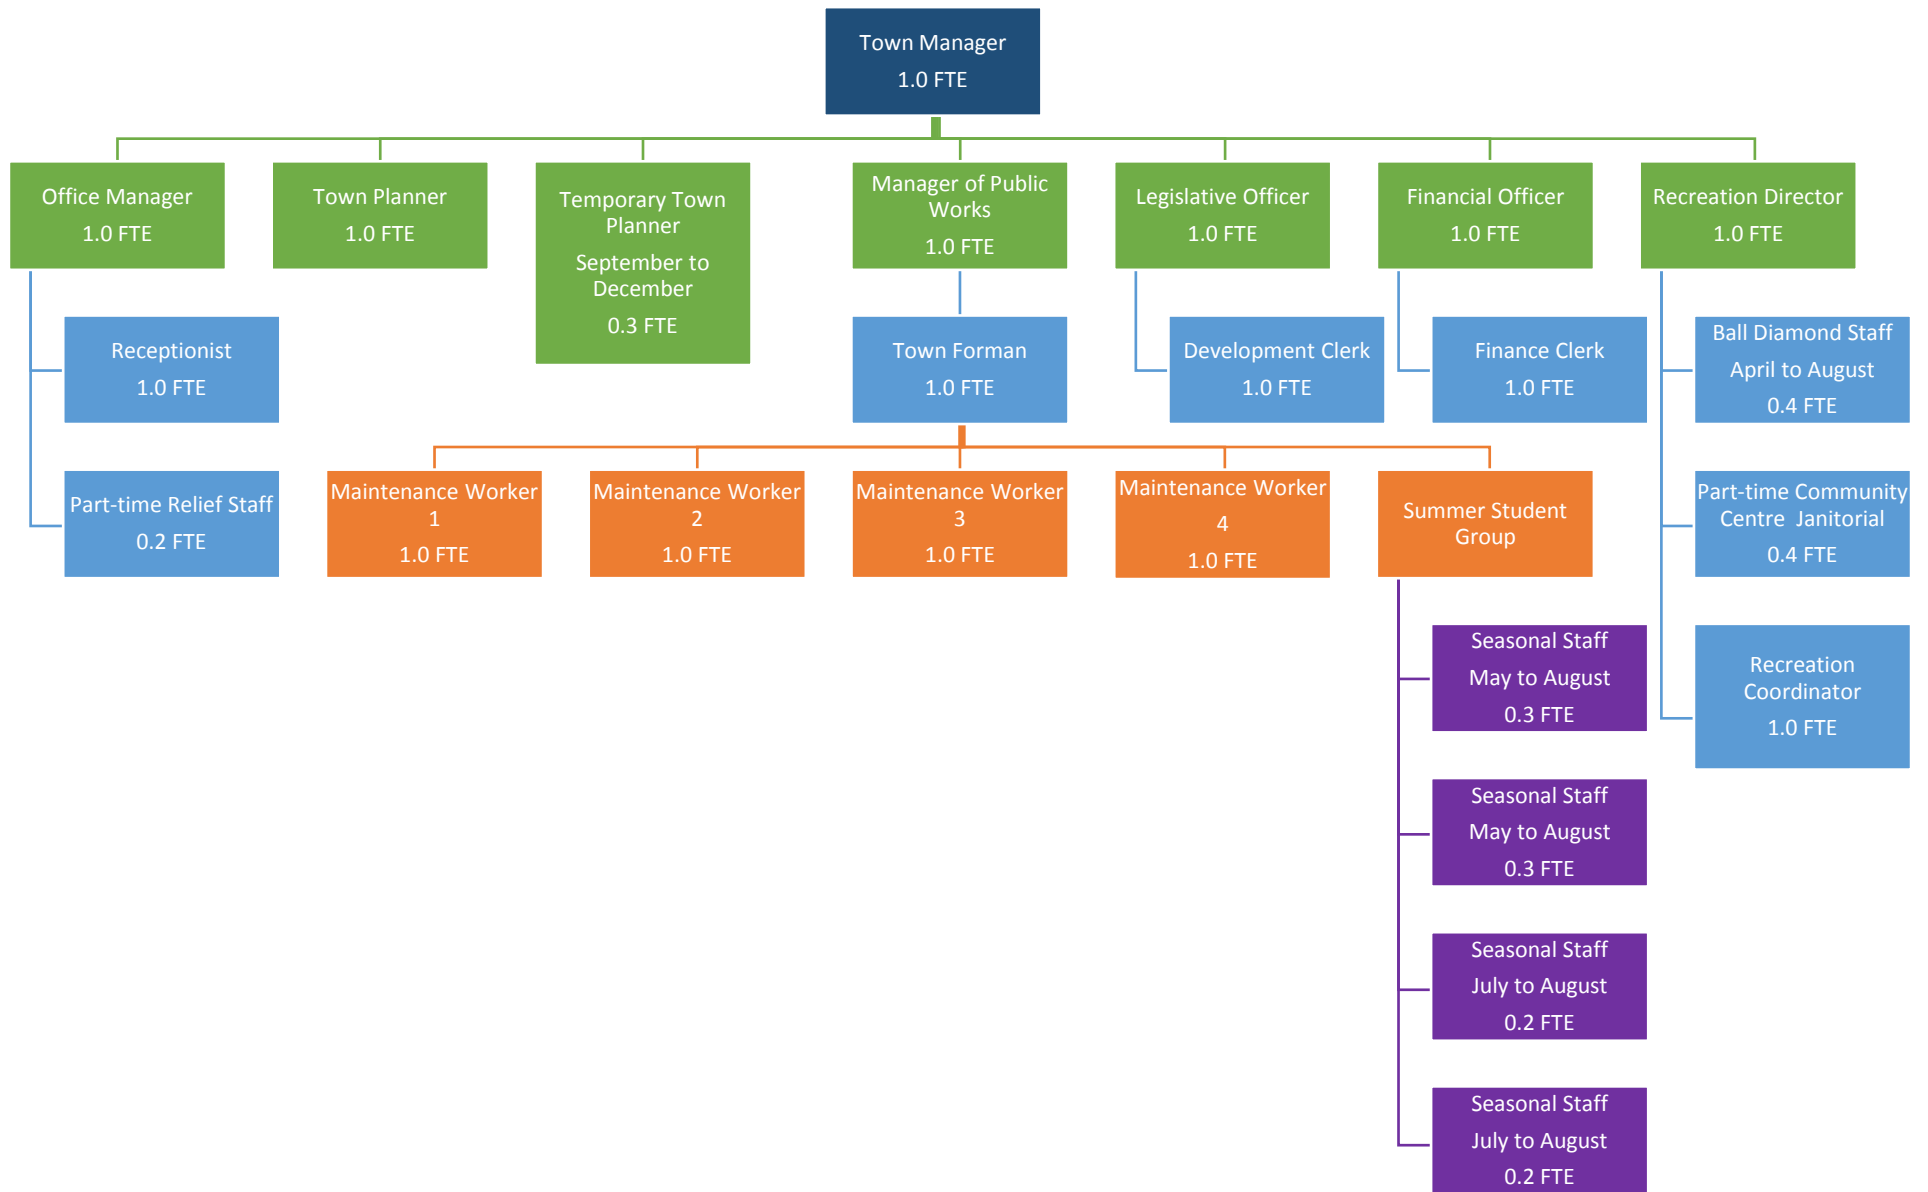 Town Manager
1.0 FTE
Office Manager
1.0 FTE
Town Planner
1.0 FTE
Temporary Town
Planner
September to
December
0.3 FTE
Manager of Public
Works
1.0 FTE
Legislative Officer
1.0 FTE
Financial Officer
1.0 FTE
Recreation Director
1.0 FTE
Receptionist
1.0 FTE
Town Forman
1.0 FTE
Development Clerk
1.0 FTE
Finance Clerk
1.0 FTE
Ball Diamond Staff
April to August
0.4 FTE
Part-time Relief Staff
0.2 FTE
Maintenance Worker
1
1.0 FTE
Maintenance Worker
2
1.0 FTE
Maintenance Worker
3
1.0 FTE
Maintenance Worker
4
1.0 FTE
Summer Student
Group
Part-time Community
Centre Janitorial
0.4 FTE
Seasonal Staff
May to August
0.3 FTE
Recreation
Coordinator
1.0 FTE
Seasonal Staff
May to August
0.3 FTE
Seasonal Staff
July to August
0.2 FTE
Seasonal Staff
July to August
0.2 FTE